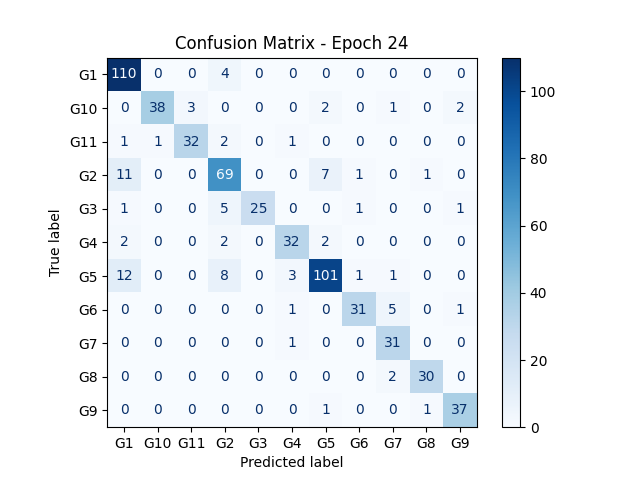 Confusion Matrix - Epoch 24
True label
G1 110 0 0 4 0 0 0 0 0 0 0
G10 0 38 3 0 0 0 2 0 1 0 2
G11 1 1 32 2 0 1 0 0 0 0 0
G2 11 0 0 69 0 0 7 1 0 1 0
G3 1 0 0 5 25 0 0 1 0 0 1
G4 2 0 0 2 0 32 2 0 0 0 0
G5 12 0 0 8 0 3 101 1 1 0 0
G6 0 0 0 0 0 1 0 31 5 0 1
G7 0 0 0 0 0 1 0 0 31 0 0
G8 0 0 0 0 0 0 0 0 2 30 0
G9 0 0 0 0 0 0 1 0 0 1 37
G1 G10 G11 G2 G3 G4 G5 G6 G7 G8 G9
Predicted label
100
80
60
40
20
0